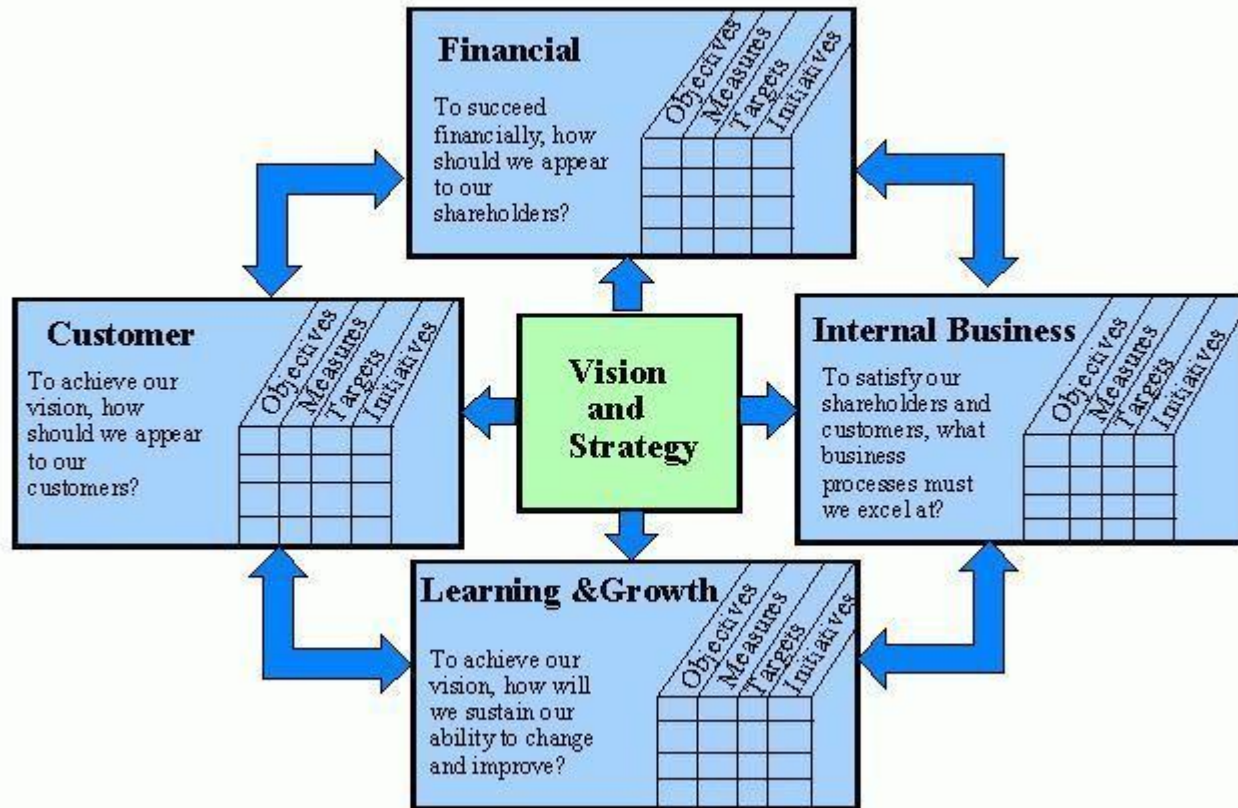 Financial
To succeed
financially, how
should we appear
to our
shareholders?
Objectives
Measures
Targets
Initiatives
Customer
To achieve our
vision, how
should we appear
to our
customers?
Objectives
Measures
Targets
Initiatives
Vision
and
Strategy
Internal Business
To satisfy our
shareholders and
customers, what
business
processes must
we excel at?
Objectives
Measures
Targets
Initiatives
Learning &Growth
To achieve our
vision, how will
we sustain our
ability to change
and improve?
Objectives
Measures
Targets
Initiatives